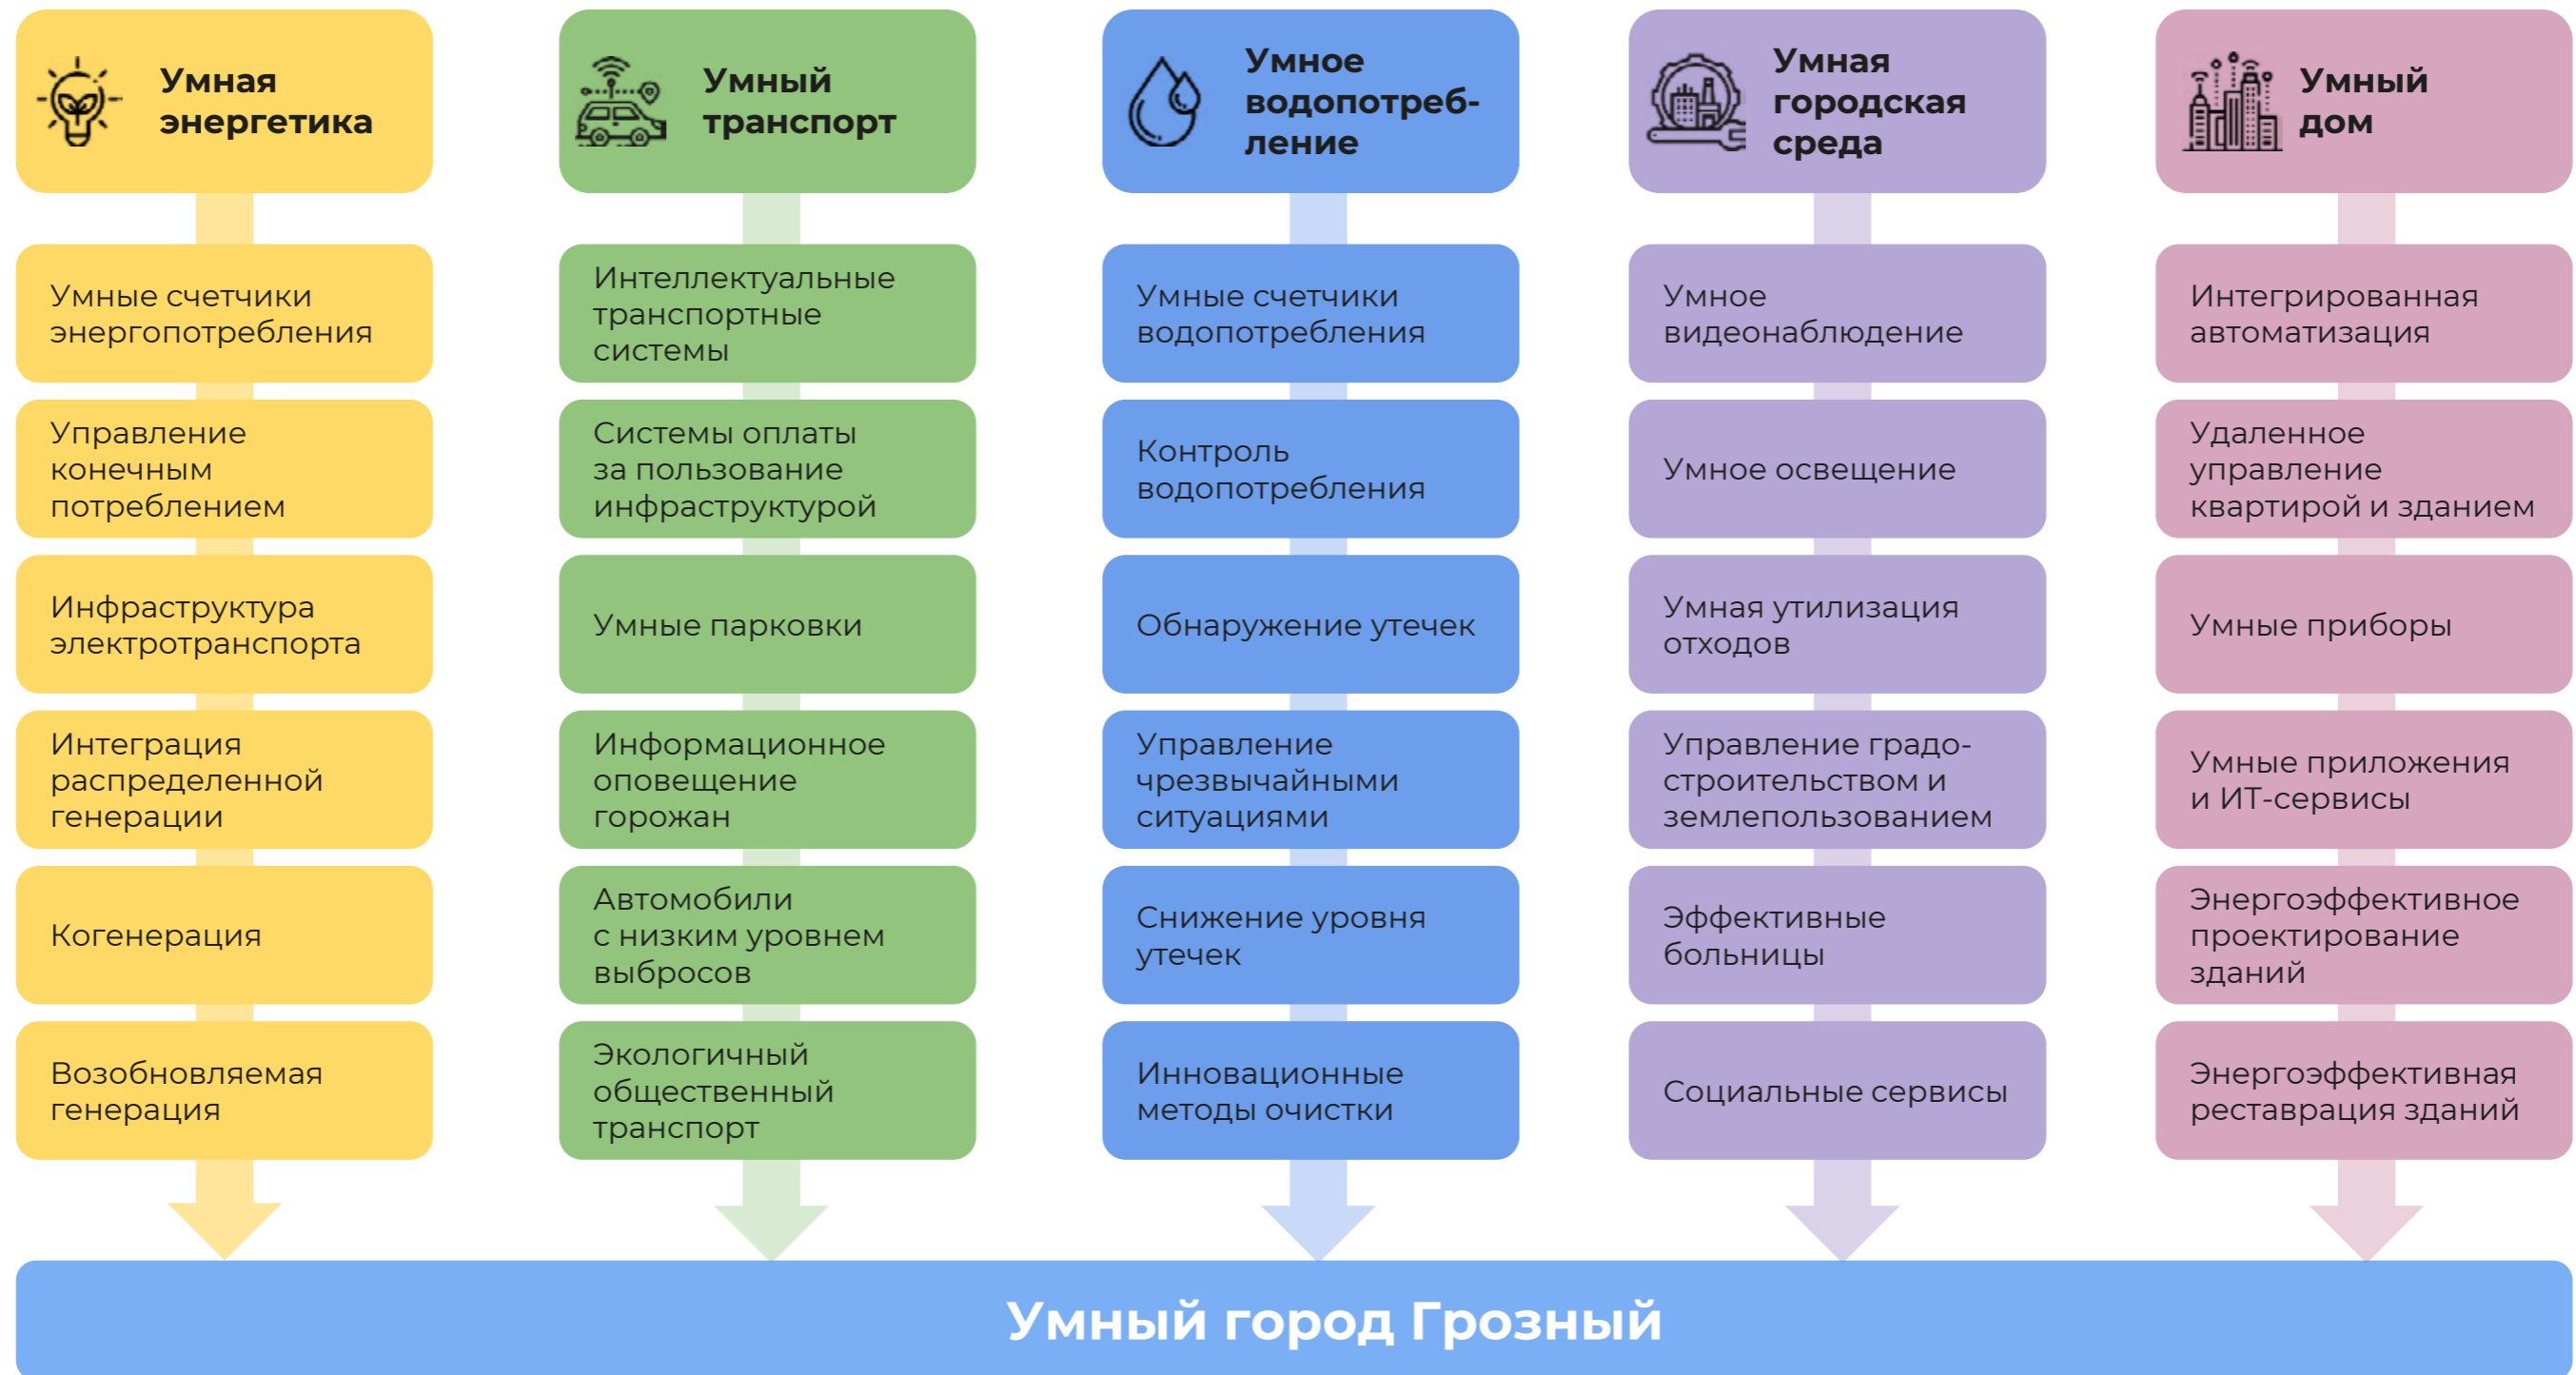 Умная
энергетика
Умные счетчики
энергопотребления
Управление
конечным
потреблением
Инфраструктура
электротранспорта
Интеграция
распределенной
генерации
Когенерация
Возобновляемая
генерация
Умный
транспорт
Интеллектуальные
транспортные
системы
Системы оплаты
за пользование
инфраструктурой
Умные парковки
Информационное
оповещение
горожан
Автомобили
с низким уровнем
выбросов
Экологичный
общественный
транспорт
Умное
водопотреб-
ление
Умные счетчики
водопотребления
Контроль
водопотребления
Обнаружение утечек
Управление
чрезвычайными
ситуациями
Снижение уровня
утечек
Инновационные
методы очистки
Умная
городская
среда
Умное
видеонаблюдение
Умное освещение
Умная утилизация
отходов
Управление градо-
строительством и
землепользованием
Эффективные
больницы
Социальные сервисы
Умный
дом
Интегрированная
автоматизация
Удаленное
управление
квартирой и зданием
Умные приборы
Умные приложения
и ИТ-сервисы
Энергоэффективное
проектирование
зданий
Энергоэффективная
реставрация зданий
Умный город Грозный